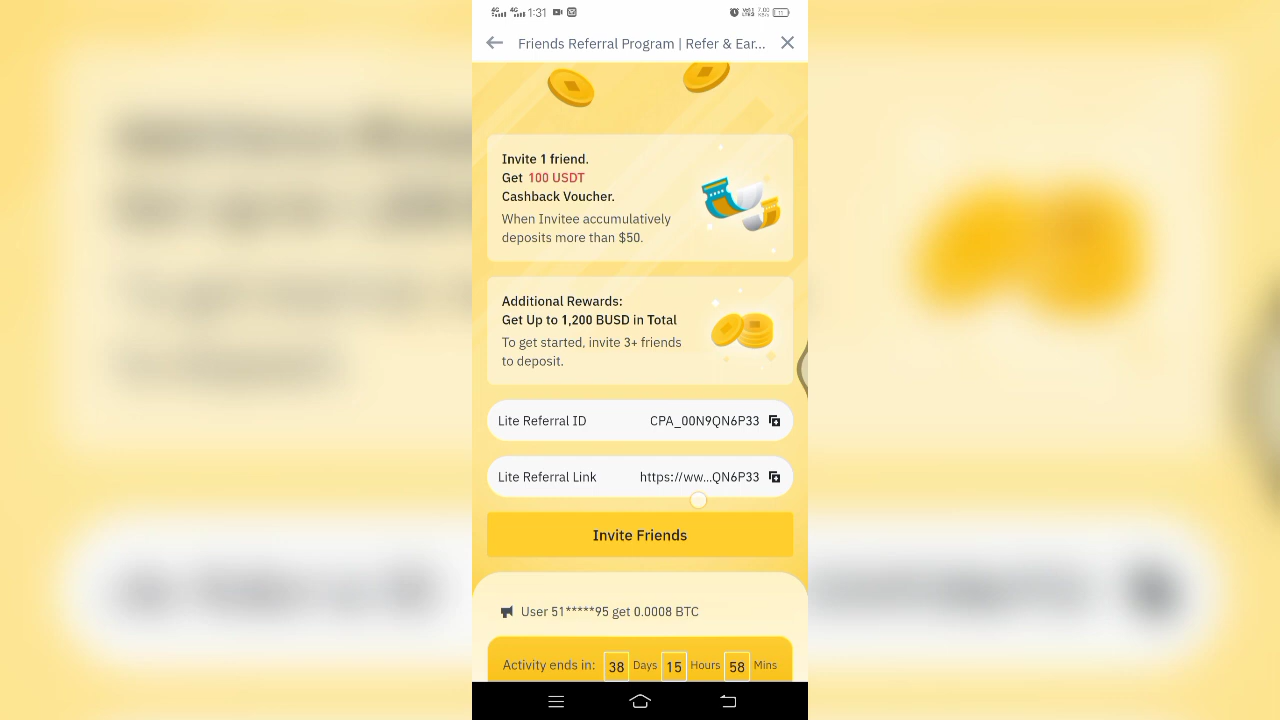 4G 4G 1:31
11
Friends Referral Program | Refer & Ear...
Invite 1 friend.
Get 100 USDT
Cashback Voucher.
When Invitee accumulatively
deposits more than $50.
Additional Rewards:
Get Up to 1,200 BUSD in Total
To get started, invite 3+ friends
to deposit.
Lite Referral ID CPA_00N9QN6P33
Lite Referral Link https://ww...QN6P33
Invite Friends
User 51*****95 get 0.0008 BTC
Activity ends in: 38 Days 15 Hours 58 Mins